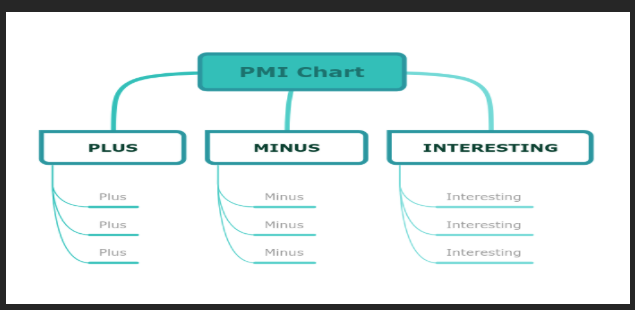 PMI Chart
PLUS
MINUS
INTERESTING
Plus
Minus
Interesting
Plus
Minus
Interesting
Plus
Minus
Interesting